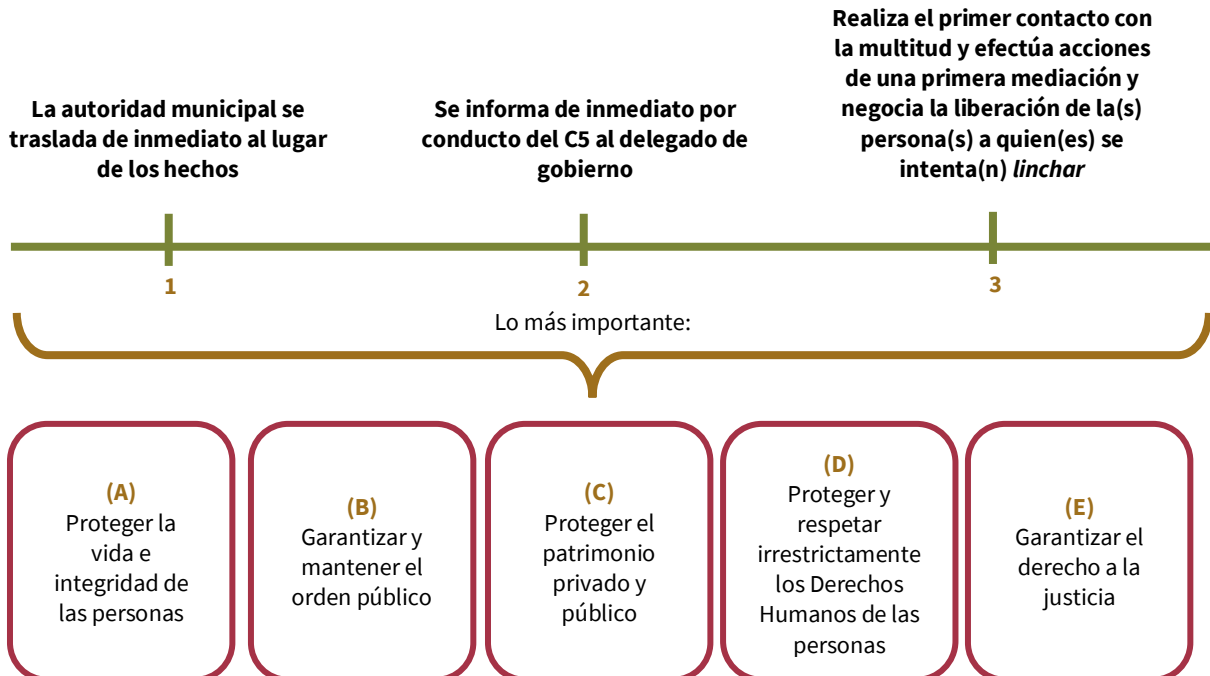 La autoridad municipal se
traslada de inmediato al lugar
de los hechos
Se informa de inmediato por
conducto del C5 al delegado de
gobierno
Realiza el primer contacto con
la multitud y efectúa acciones
de una primera mediación y
negocia la liberación de la(s)
persona(s) a quien(es) se
intenta(n) linchar
1
2
3
Lo más importante:
(A)
Proteger la
vida e
integridad de
las personas
(B)
Garantizar y
mantener el
orden público
(C)
Proteger el
patrimonio
privado y
público
(D)
Proteger y
respetar
irrestrictamente
los Derechos
Humanos de las
personas
(E)
Garantizar el
derecho a la
justicia